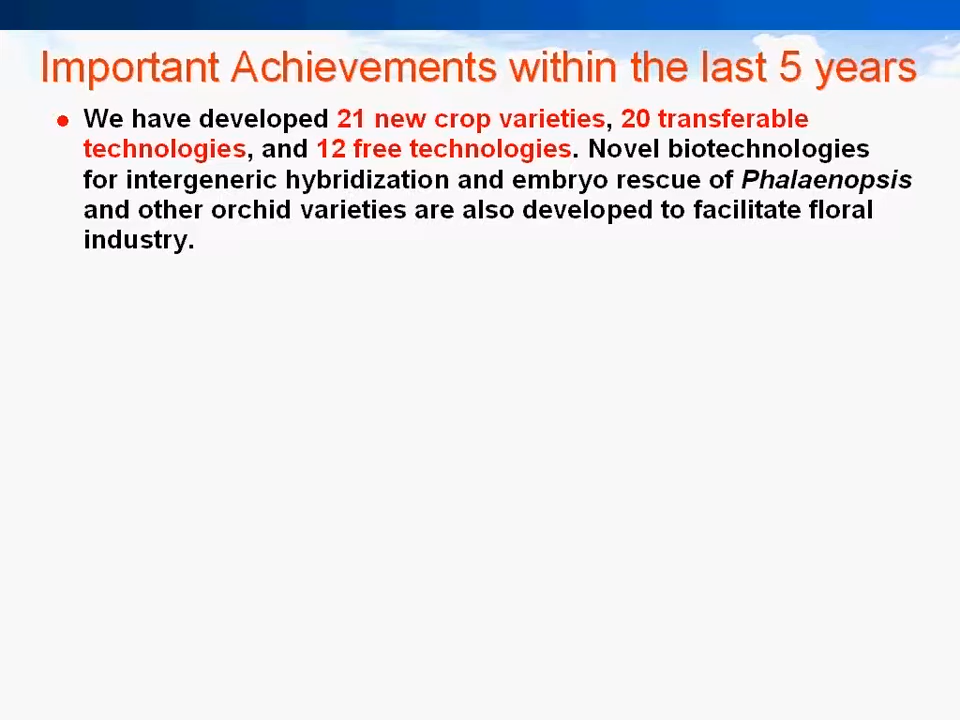 Important Achievements within the last 5 years
● We have developed 21 new crop varieties, 20 transferable
technologies, and 12 free technologies. Novel biotechnologies
for intergeneric hybridization and embryo rescue of Phalaenopsis
and other orchid varieties are also developed to facilitate floral
industry.